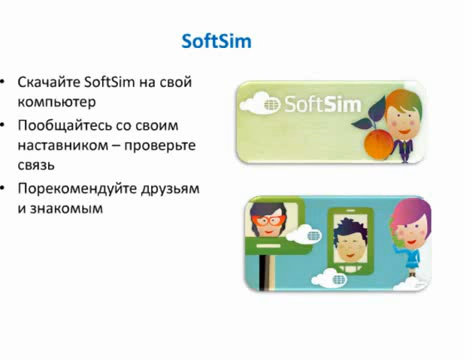 SoftSim
• Скачайте SoftSim на свой
компьютер
• Пообщайтесь со своим
наставником – проверьте
связь
• Порекомендуйте друзьям
и знакомым
SoftSim